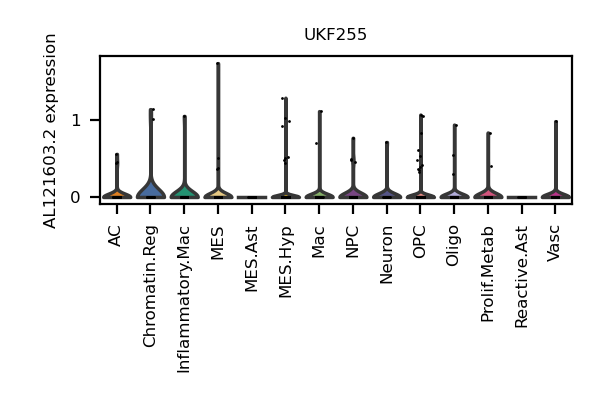 UKF255
AL121603.2 expression
1
0
AC
Chromatin.Reg
Inflammatory.Mac
MES
MES.Ast
MES.Hyp
Mac
NPC
Neuron
OPC
Oligo
Prolif.Metab
Reactive.Ast
Vasc